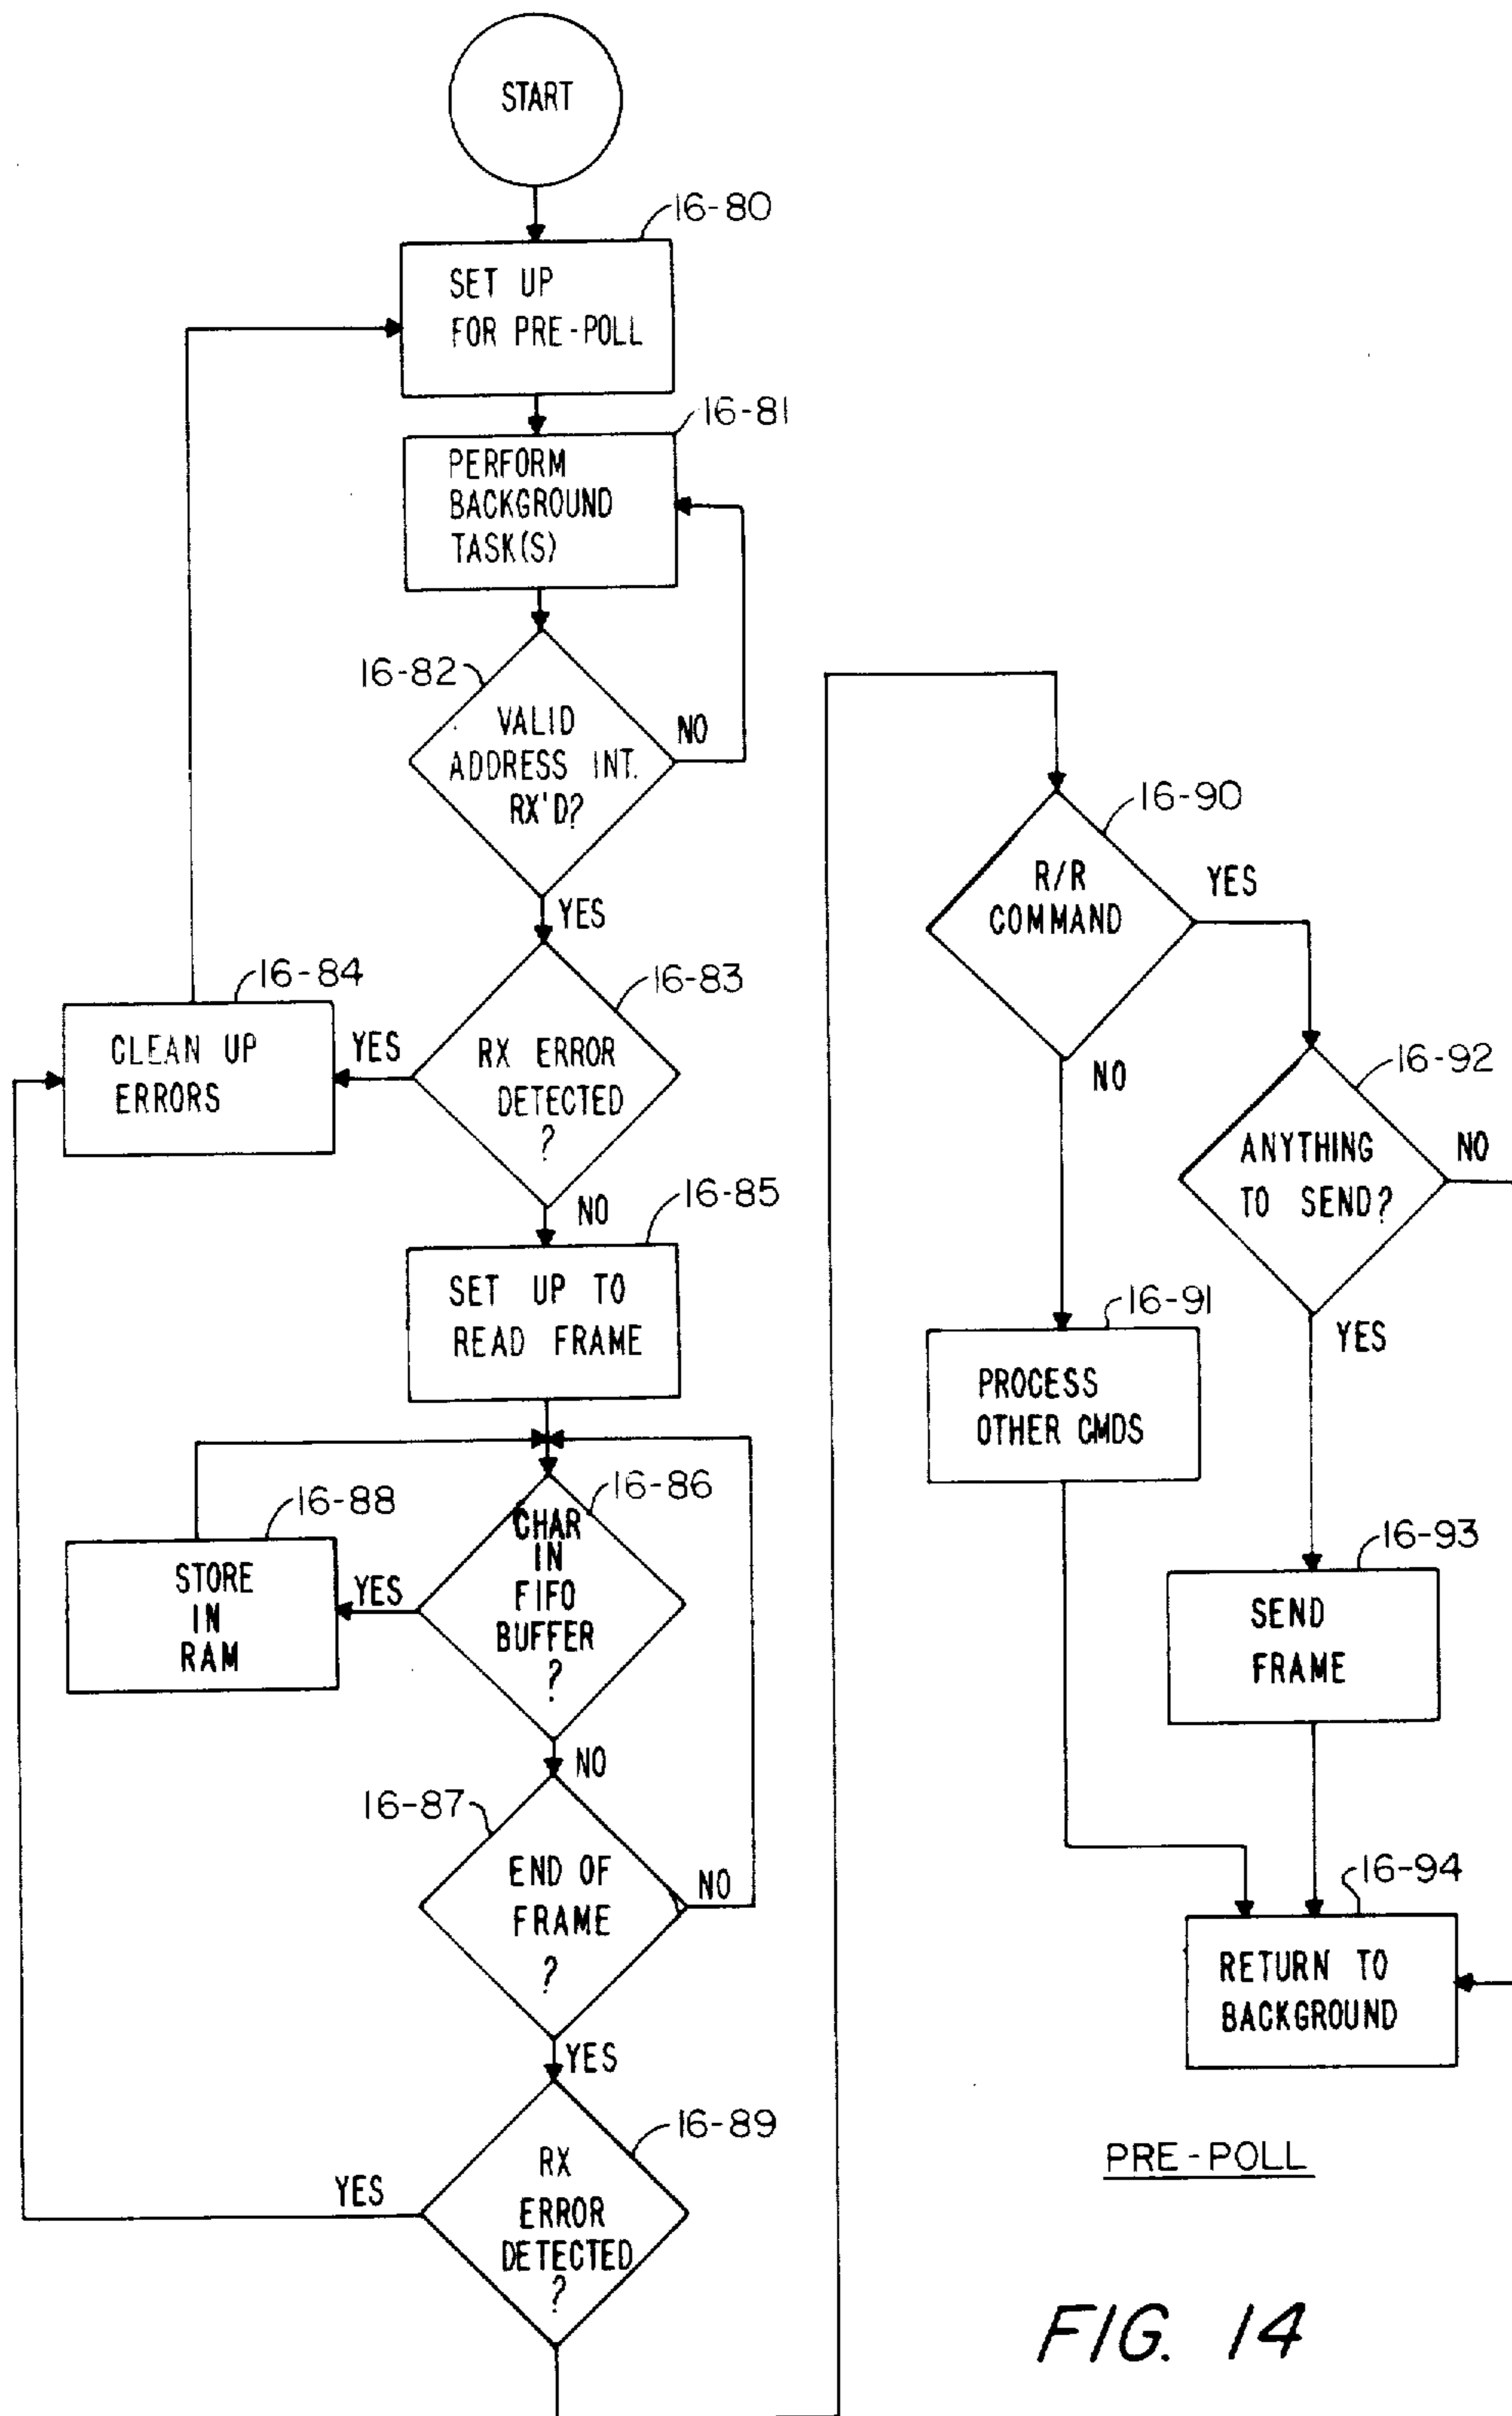 START
16-80
SET UP
FOR PRE-POLL
16-81
PERFORM
BACKGROUND
TASK(S)
16-82
VALID
ADDRESS INT.
RX'D?
NO
YES
16-83
RX ERROR
DETECTED
?
YES
16-84
CLEAN UP
ERRORS
NO
16-85
SET UP TO
READ FRAME
16-86
CHAR
IN
FIFO
BUFFER
?
YES
16-88
STORE
IN
RAM
NO
16-87
END OF
FRAME
?
NO
YES
16-89
RX
ERROR
DETECTED
?
YES
16-90
R/R
COMMAND
YES
NO
16-91
PROCESS
OTHER CMDS
16-92
ANYTHING
TO SEND?
NO
YES
16-93
SEND
FRAME
16-94
RETURN TO
BACKGROUND
PRE-POLL
FIG. 14